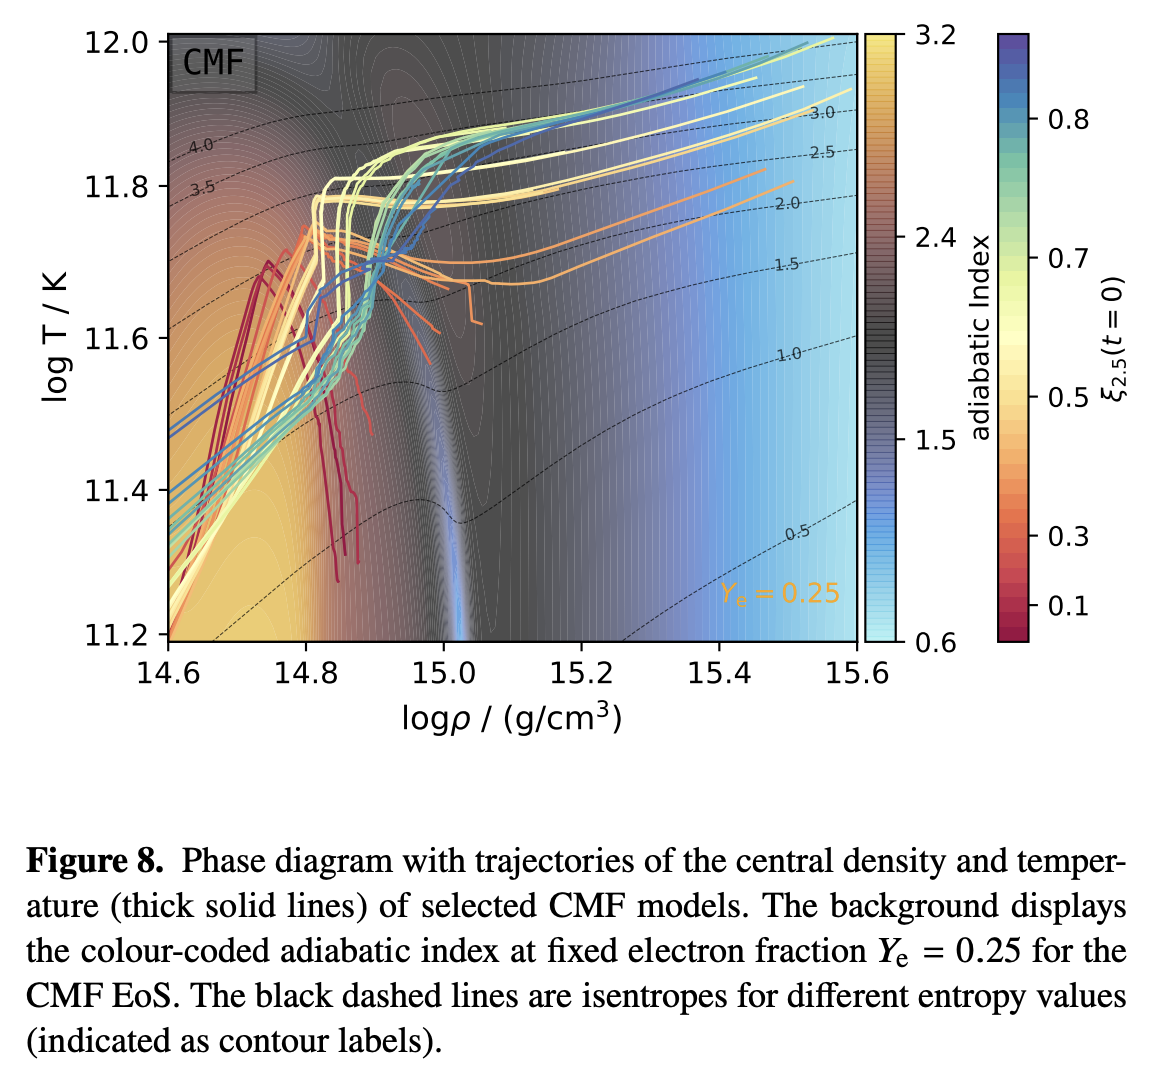 CMF
12.0
11.8
11.6
11.4
11.2
log T / K
14.6 14.8 15.0 15.2 15.4 15.6
logρ / (g/cm³)
4.0
3.5
3.0
2.5
2.0
1.5
1.0
0.5
Yₑ = 0.25
3.2
2.4
1.5
0.6
adiabatic Index
0.8
0.7
0.5
0.3
0.1
ξ₂.₅(t = 0)
Figure 8. Phase diagram with trajectories of the central density and temper-
ature (thick solid lines) of selected CMF models. The background displays
the colour-coded adiabatic index at fixed electron fraction Yₑ = 0.25 for the
CMF EoS. The black dashed lines are isentropes for different entropy values
(indicated as contour labels).